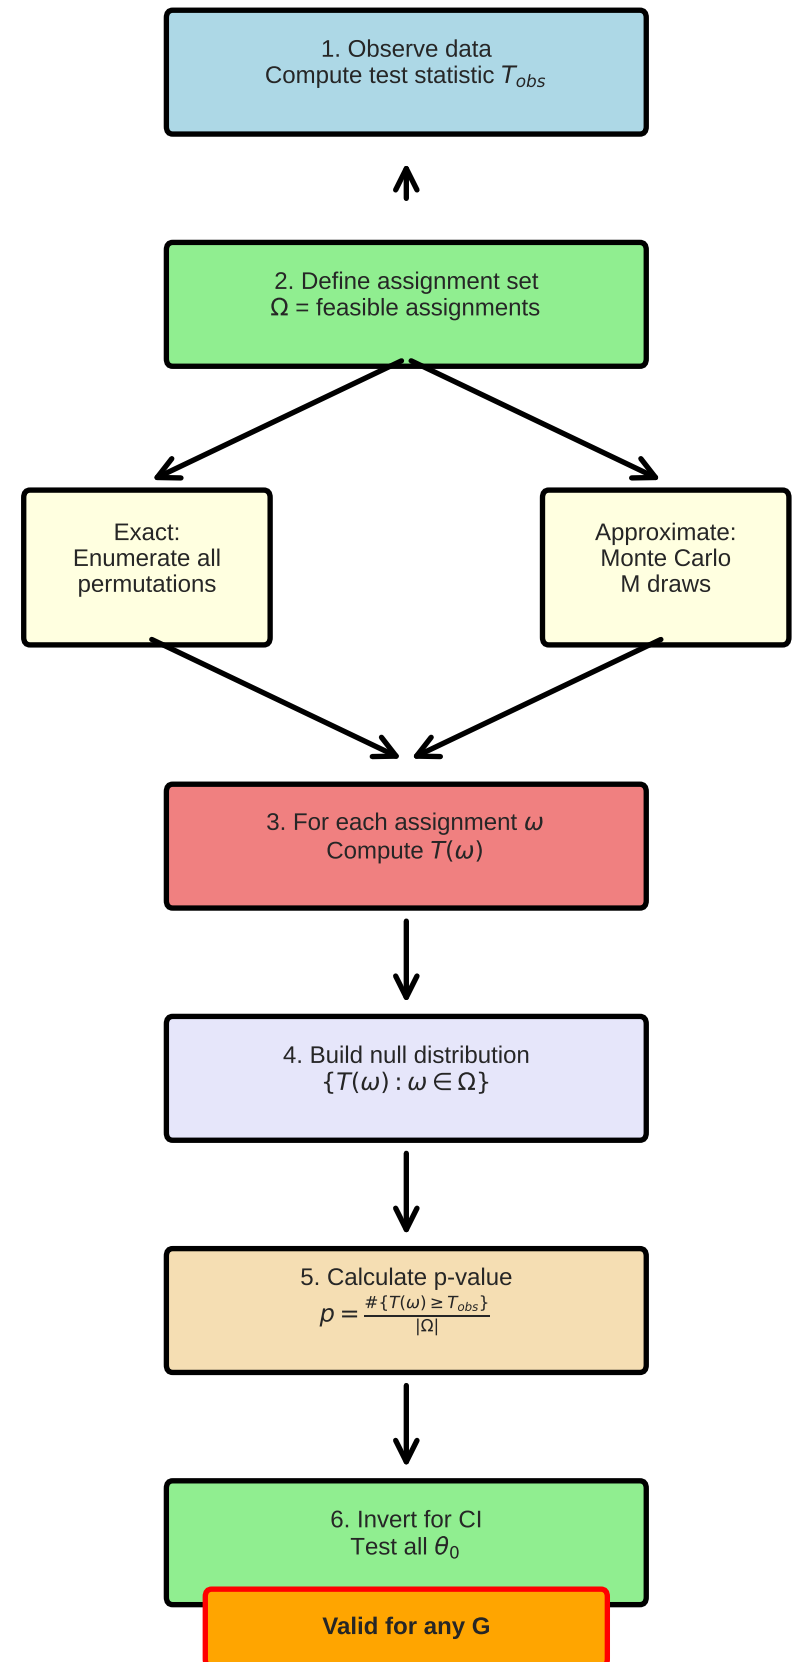 1. Observe data
Compute test statistic T_obs
2. Define assignment set
Ω = feasible assignments
Exact:
Enumerate all
permutations
Approximate:
Monte Carlo
M draws
3. For each assignment ω
Compute T(ω)
4. Build null distribution
{T(ω) : ω ∈ Ω}
5. Calculate p-value
p = #{T(ω) ≥ T_obs} / |Ω|
6. Invert for CI
Test all θ₀
Valid for any G